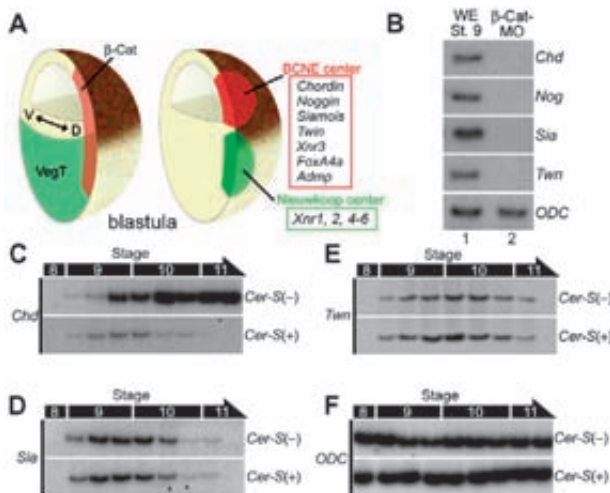 A
β-Cat
V
D
VegT
blastula
BCNE center
Chordin
Noggin
Siamois
Twin
Xnr3
FoxA4a
Admp
Nieuwkoop center
Xnr1, 2, 4-6
B
WE β-Cat-
St. 9 MO
Chd
Nog
Sia
Twn
ODC
1 2
C
Stage
8 9 10 11
Chd
Cer-S(–)
Cer-S(+)
D
Stage
8 9 10 11
Sia
Cer-S(–)
Cer-S(+)
E
Stage
8 9 10 11
Twn
Cer-S(–)
Cer-S(+)
F
Stage
8 9 10 11
ODC
Cer-S(–)
Cer-S(+)